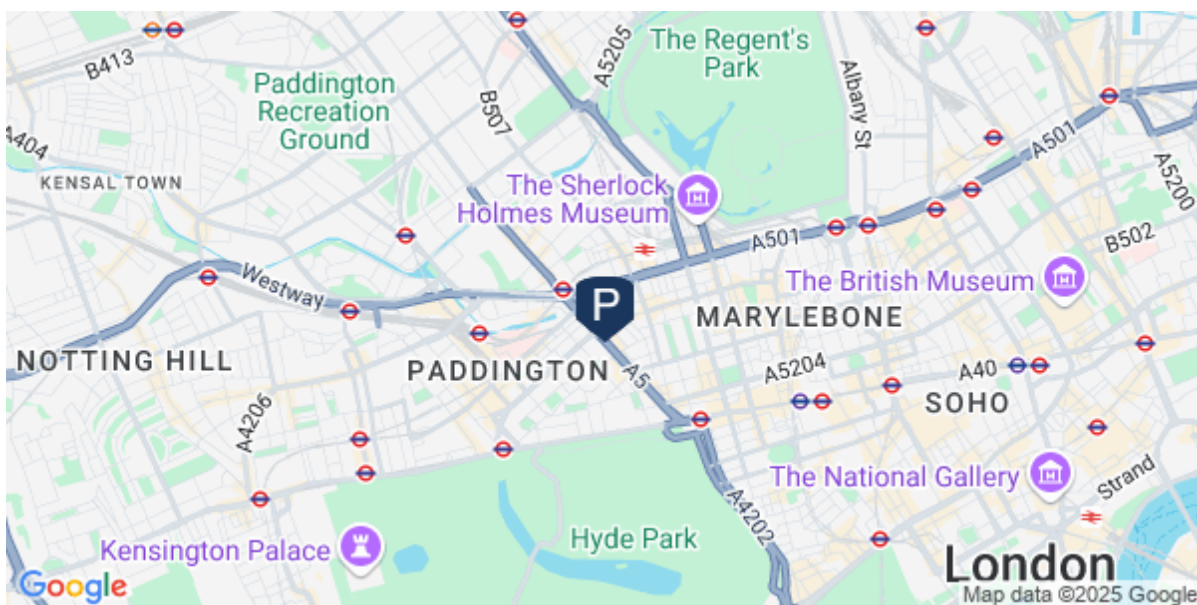 The Regent's
Park
A5205
B413
Paddington
Recreation
Ground
B507
Albany St
A501
A404
A5200
KENSAL TOWN
The Sherlock
Holmes Museum
A501
B502
Westway
The British Museum
P
MARYLEBONE
NOTTING HILL
PADDINGTON
A5
A5204
A40
SOHO
A4206
The National Gallery
Strand
A4202
Kensington Palace
Hyde Park
London
Google
Map data ©2025 Google